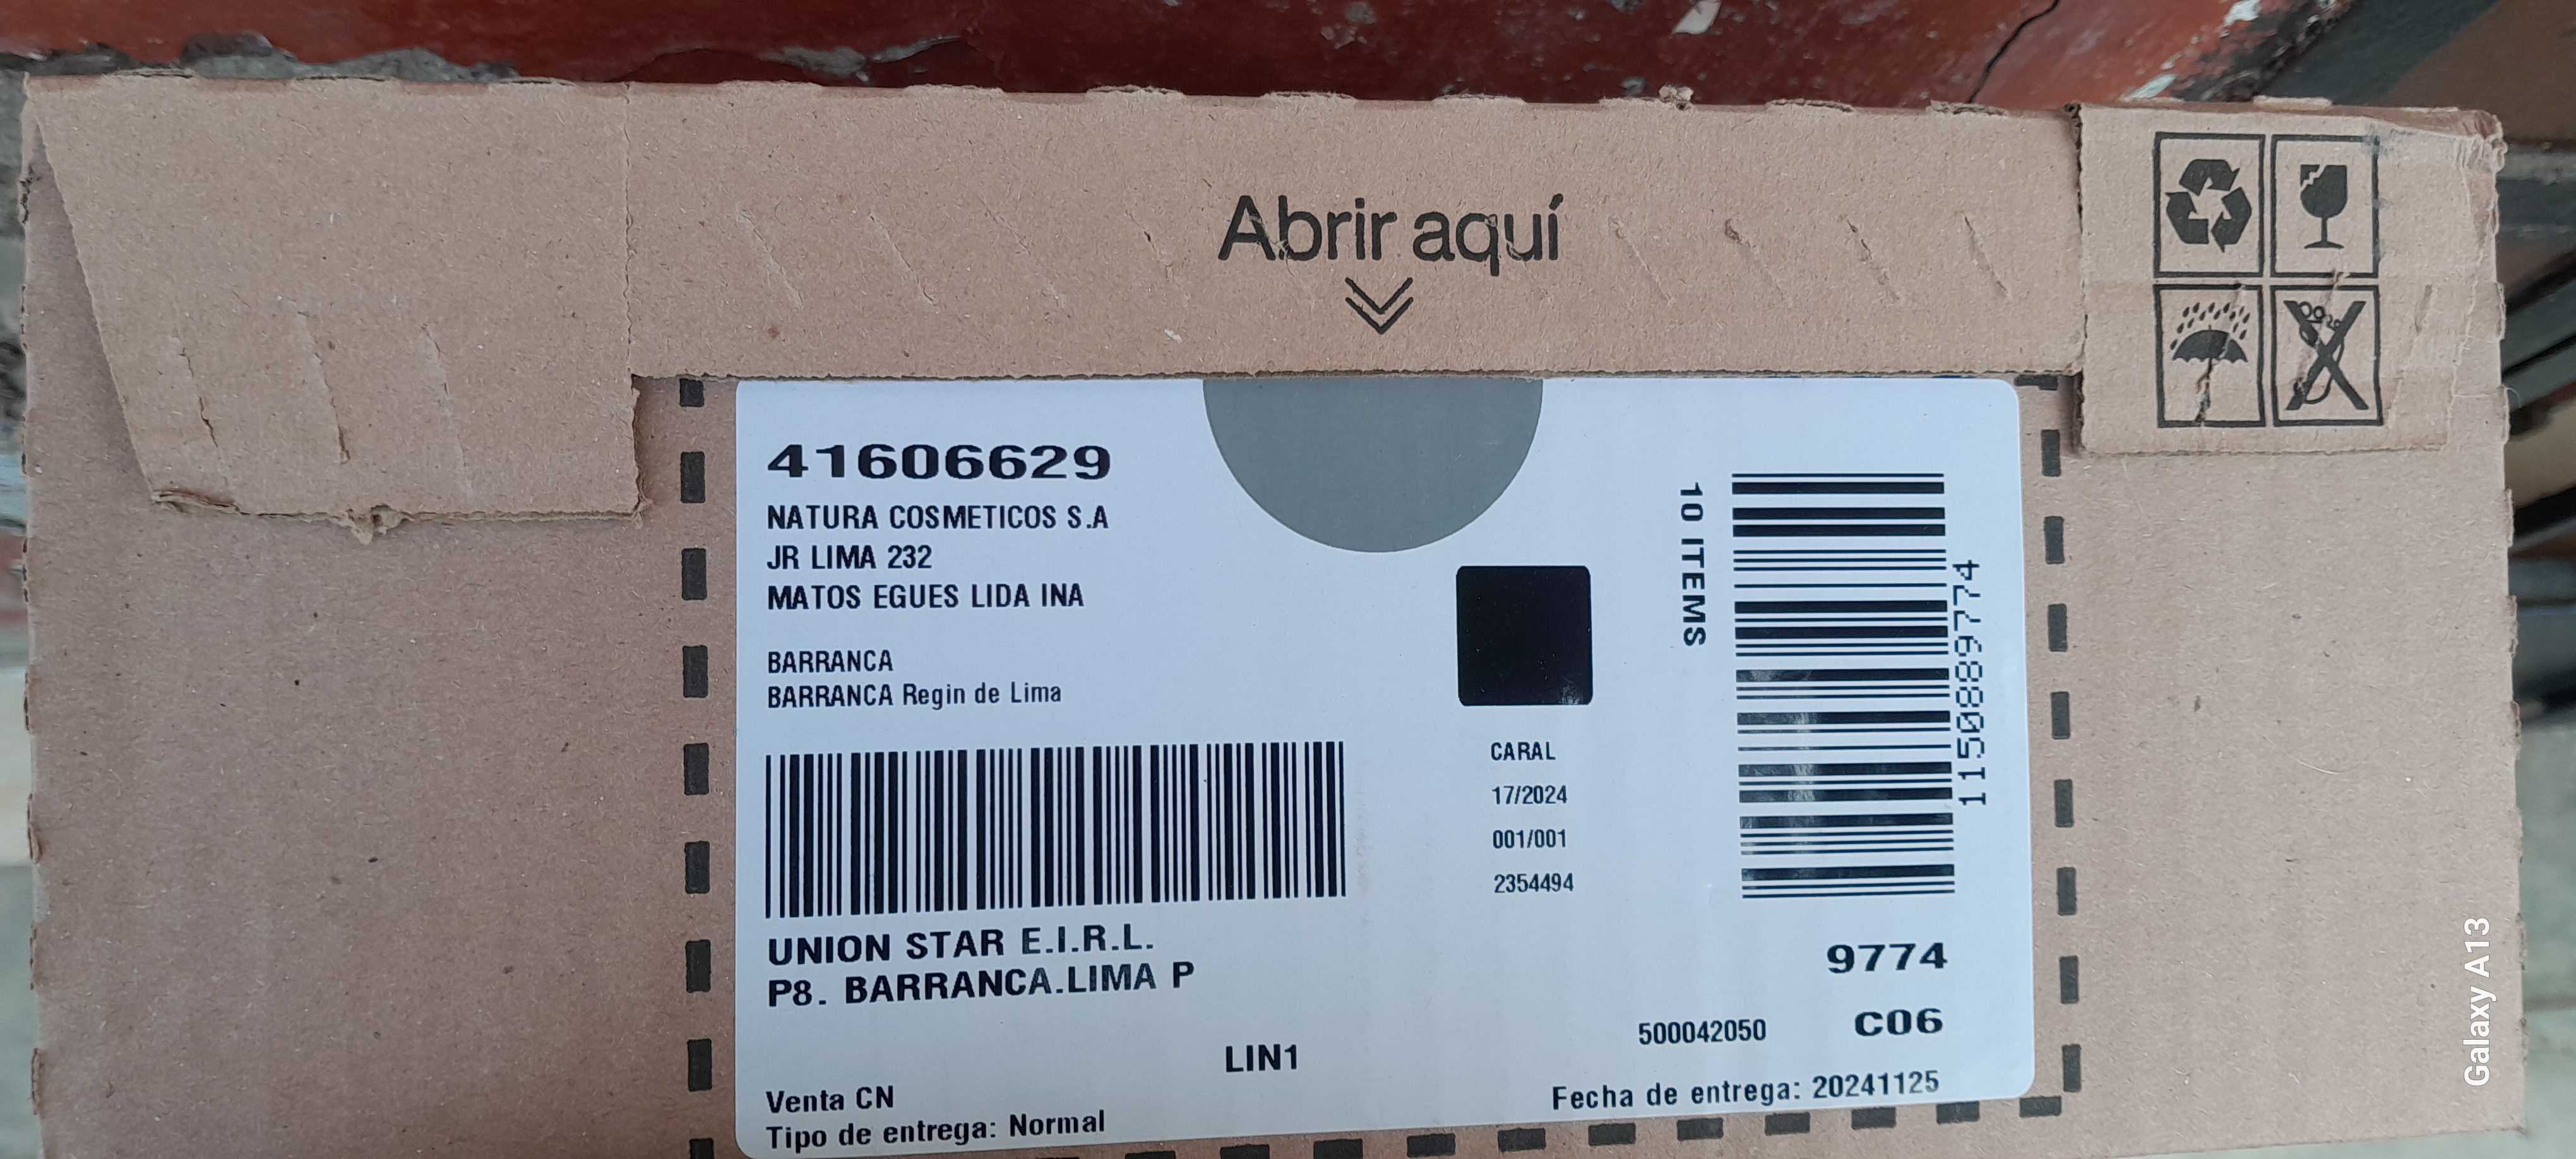 Abrir aquí
41606629
NATURA COSMETICOS S.A
JR LIMA 232
MATOS EGUES LIDA INA
BARRANCA
BARRANCA Regin de Lima
10 ITEMS
1150889774
CARAL
17/2024
001/001
2354494
UNION STAR E.I.R.L.
P8. BARRANCA.LIMA P
9774
500042050 C06
LIN1
Venta CN
Tipo de entrega: Normal
Fecha de entrega: 20241125
Galaxy A13